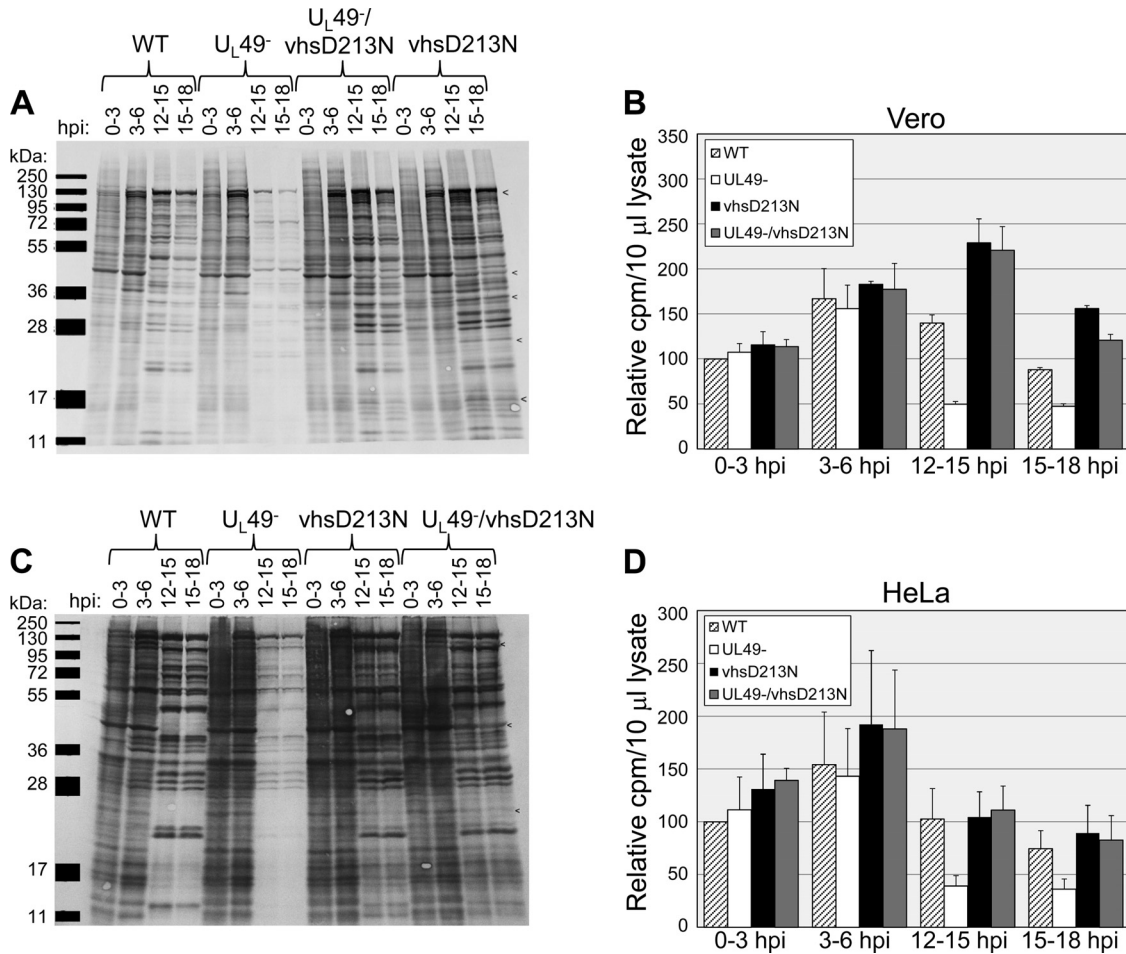 A
WT
U_L49⁻
U_L49⁻/
vhsD213N
vhsD213N
hpi: 0-3 3-6 12-15 15-18 0-3 3-6 12-15 15-18 0-3 3-6 12-15 15-18 0-3 3-6 12-15 15-18
kDa:
250
130
95
72
55
36
28
17
11
<
<
<
<
<
B
Vero
Relative cpm/10 µl lysate
350
300
250
200
150
100
50
0
WT
UL49-
vhsD213N
UL49-/vhsD213N
0-3 hpi 3-6 hpi 12-15 hpi 15-18 hpi
C
WT U_L49⁻ vhsD213N U_L49⁻/vhsD213N
hpi: 0-3 3-6 12-15 15-18 0-3 3-6 12-15 15-18 0-3 3-6 12-15 15-18 0-3 3-6 12-15 15-18
kDa:
250
130
95
72
55
36
28
17
11
<
<
<
D
HeLa
Relative cpm/10 µl lysate
300
250
200
150
100
50
0
WT
UL49-
vhsD213N
UL49-/vhsD213N
0-3 hpi 3-6 hpi 12-15 hpi 15-18 hpi